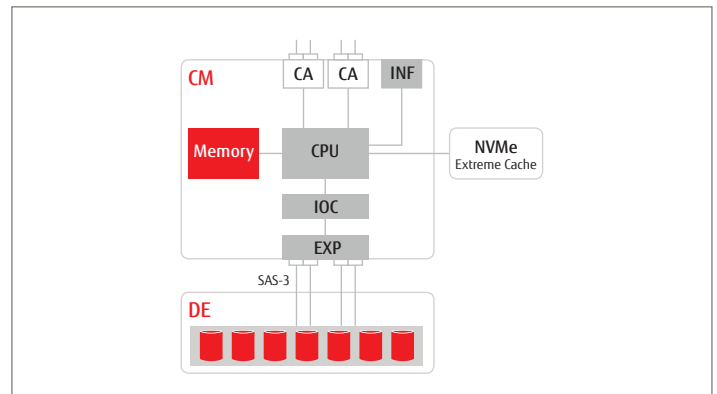 CM
CA
CA
INF
Memory
CPU
NVMe
Extreme Cache
IOC
EXP
SAS-3
DE